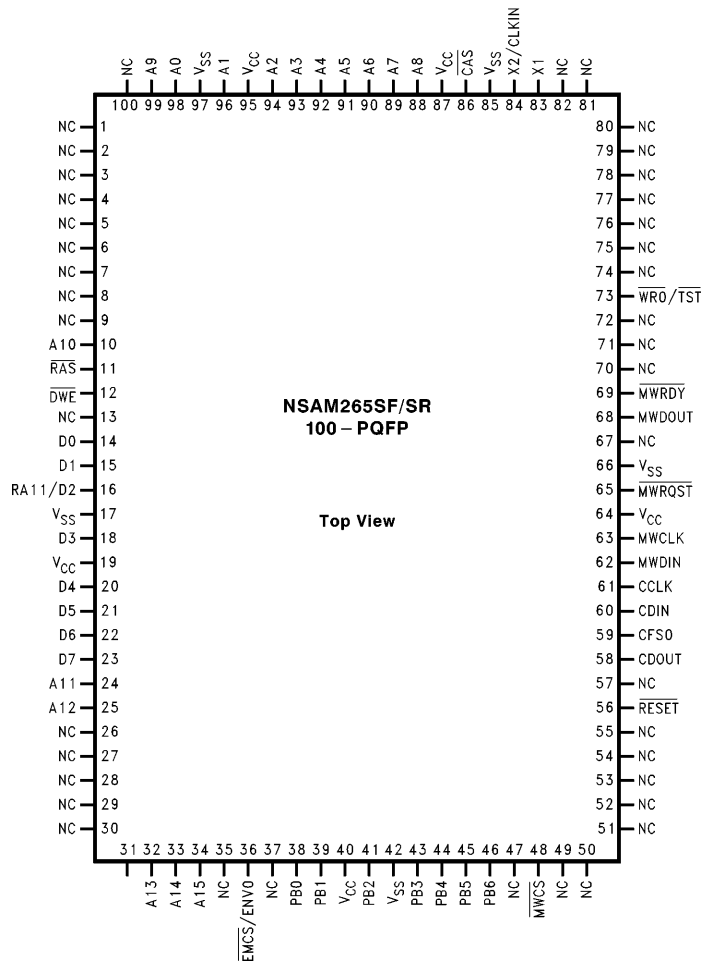 NC A9 A0 VSS A1 VCC A2 A3 A4 A5 A6 A7 A8 VCC C̅A̅S̅ VSS X2/CLKIN X1 NC NC
100 99 98 97 96 95 94 93 92 91 90 89 88 87 86 85 84 83 82 81
NC 1 80 NC
NC 2 79 NC
NC 3 78 NC
NC 4 77 NC
NC 5 76 NC
NC 6 75 NC
NC 7 74 NC
NC 8 73 W̅R̅0̅/T̅S̅T̅
NC 9 72 NC
A10 10 71 NC
R̅A̅S̅ 11 70 NC
D̅W̅E̅ 12 69 M̅W̅R̅D̅Y̅
NC 13 68 MWDOUT
D0 14 67 NC
D1 15 66 VSS
RA11/D2 16 65 M̅W̅R̅Q̅S̅T̅
VSS 17 64 VCC
D3 18 63 MWCLK
VCC 19 62 MWDIN
D4 20 61 CCLK
D5 21 60 CDIN
D6 22 59 CFS0
D7 23 58 CDOUT
A11 24 57 NC
A12 25 56 R̅E̅S̅E̅T̅
NC 26 55 NC
NC 27 54 NC
NC 28 53 NC
NC 29 52 NC
NC 30 51 NC
NSAM265SF/SR
100 – PQFP
Top View
31 32 33 34 35 36 37 38 39 40 41 42 43 44 45 46 47 48 49 50
A13 A14 A15 NC E̅M̅C̅S̅/ENV0 NC PB0 PB1 VCC PB2 VSS PB3 PB4 PB5 PB6 NC M̅W̅C̅S̅ NC NC